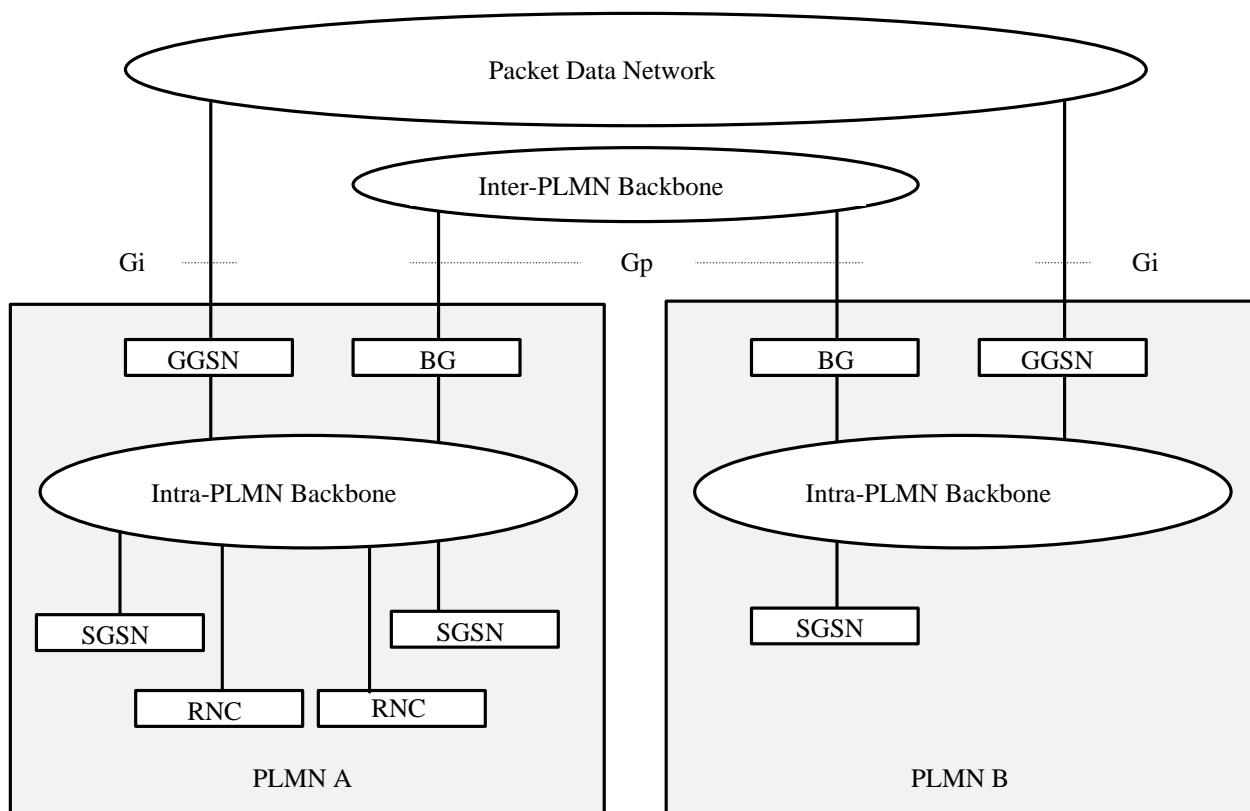 Packet Data Network
Inter-PLMN Backbone
Gi
Gp
Gi
GGSN
BG
BG
GGSN
Intra-PLMN Backbone
Intra-PLMN Backbone
SGSN
SGSN
SGSN
RNC
RNC
PLMN A
PLMN B